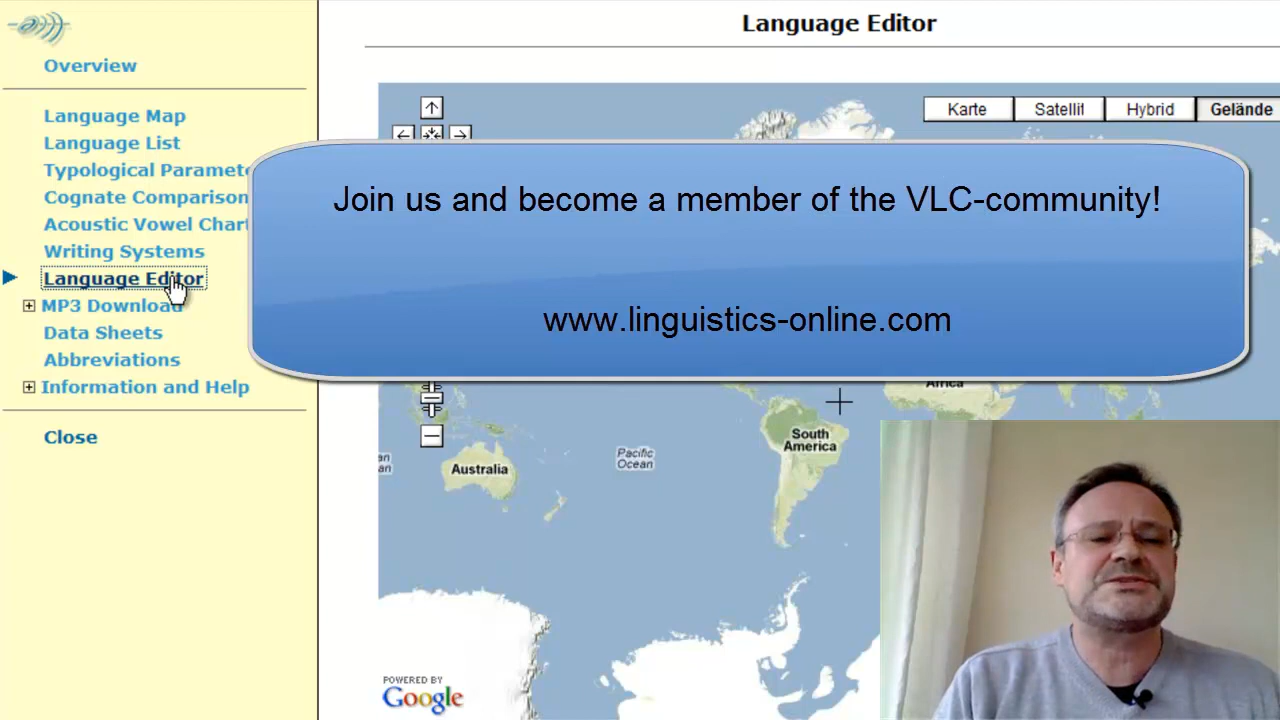 Language Editor
Overview
Language Map
Language List
Typological
Cognate Comparison
Acoustic Vowel Chart
Writing Systems
Language Editor
MP3 Download
Data Sheets
Abbreviations
Information and Help
Close
Karte
Satellit
Hybrid
Gelände
Join us and become a member of the VLC-community!
www.linguistics-online.com
Africa
South
America
Pacific
Ocean
Australia
POWERED BY
Google